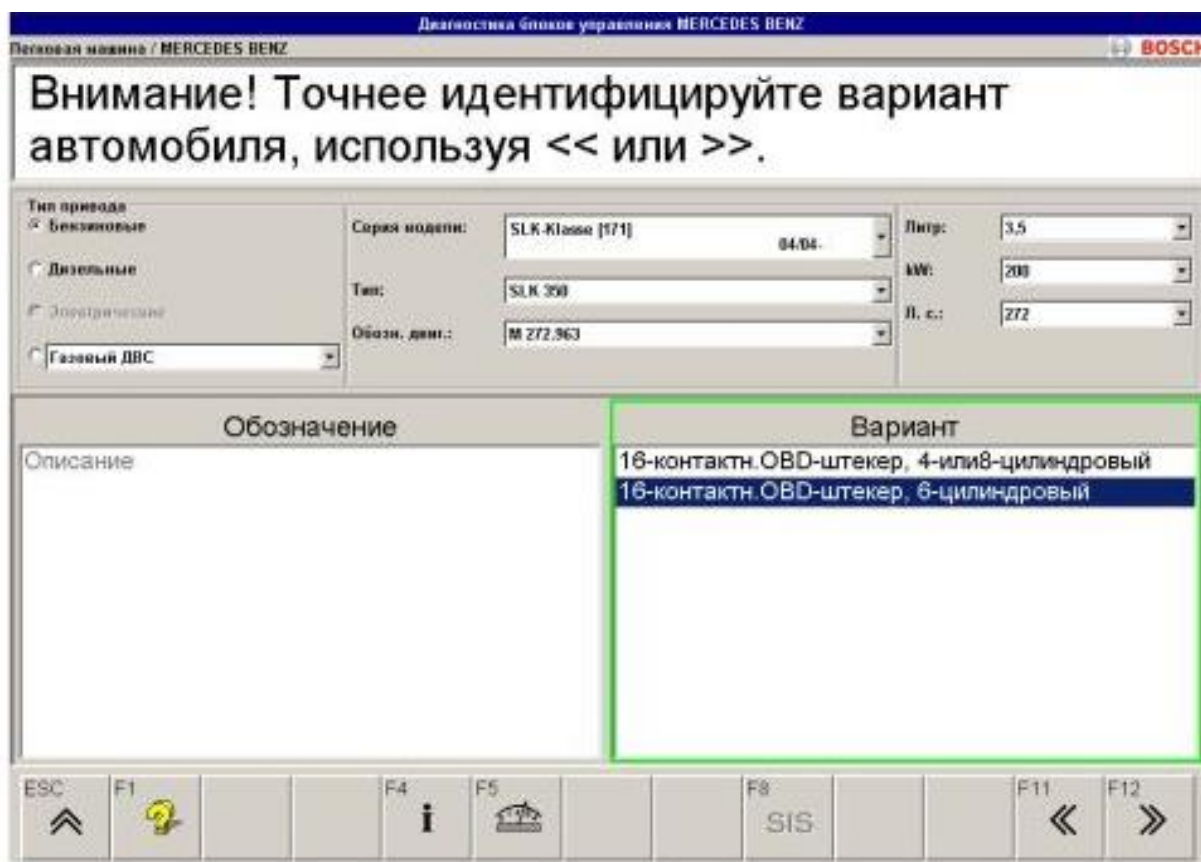 Диагностика блоков управления MERCEDES BENZ
Легковая машина / MERCEDES BENZ
BOSCH
Внимание! Точнее идентифицируйте вариант
автомобиля, используя << или >>.
Тип привода
Бензиновые
Дизельные
Электрические
Газовый ДВС
Серия модели:
SLK-Klasse [171]
04/04-
Тип:
SLK 350
Обозн. двиг.:
M 272.963
Литр:
3,5
kW:
200
Л. с.:
272
Обозначение
Описание
Вариант
16-контактн.OBD-штекер, 4-или8-цилиндровый
16-контактн.OBD-штекер, 6-цилиндровый
ESC
F1
F4
i
F5
F8
SIS
F11
F12